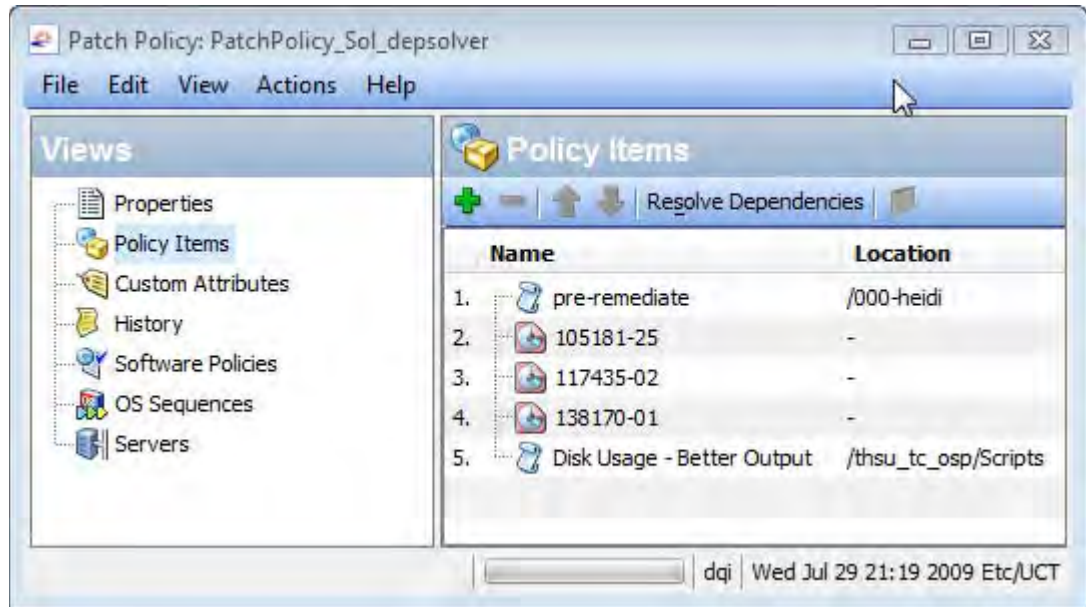 Patch Policy: PatchPolicy_Sol_depsolver
File Edit View Actions Help
Views
Properties
Policy Items
Custom Attributes
History
Software Policies
OS Sequences
Servers
Policy Items
Resolve Dependencies
Name Location
1. pre-remediate /000-heidi
2. 105181-25 -
3. 117435-02 -
4. 138170-01 -
5. Disk Usage - Better Output /thsu_tc_osp/Scripts
dqi Wed Jul 29 21:19 2009 Etc/UCT